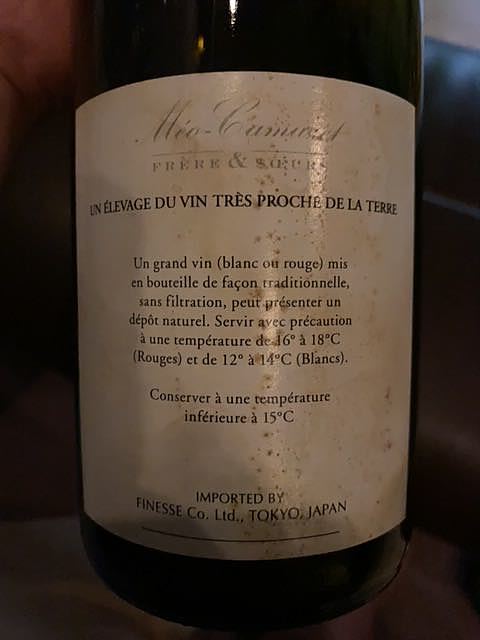 Méo-Camuzet
FRÈRE & SŒURS
UN ÉLEVAGE DU VIN TRÈS PROCHE DE LA TERRE
Un grand vin (blanc ou rouge) mis
en bouteille de façon traditionnelle,
sans filtration, peut présenter un
dépôt naturel. Servir avec précaution
à une température de 16° à 18°C
(Rouges) et de 12° à 14°C (Blancs).
Conserver à une température
inférieure à 15°C
IMPORTED BY
FINESSE Co. Ltd., TOKYO, JAPAN